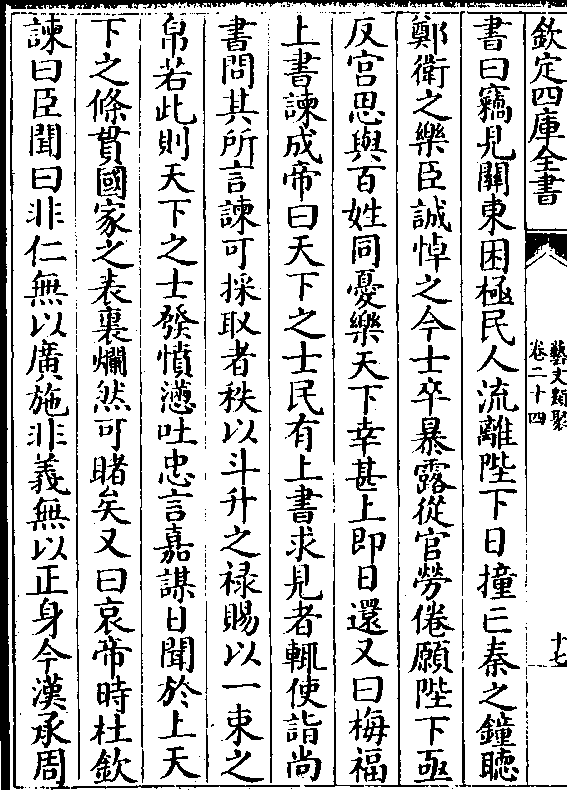 欽定四庫全書
藝文類聚
卷二十四
十七
書曰竊見關東困極民人流離陛下日撞亡秦之鐘聽
鄭衛之樂臣誠悼之今士卒暴露從官勞倦願陛下亟
反宮思與百姓同憂樂天下幸甚上即日還又曰梅福
上書諫成帝曰天下之士民有上書求見者輒使詣尚
書問其所言諫可採取者秩以斗升之禄賜以一束之
帛若此則天下之士發憤懣吐忠言嘉謀日聞於上天
下之條貫國家之表裏爛然可睹矣又曰哀帝時杜欽
諫曰臣聞曰非仁無以廣施非義無以正身今漢承周